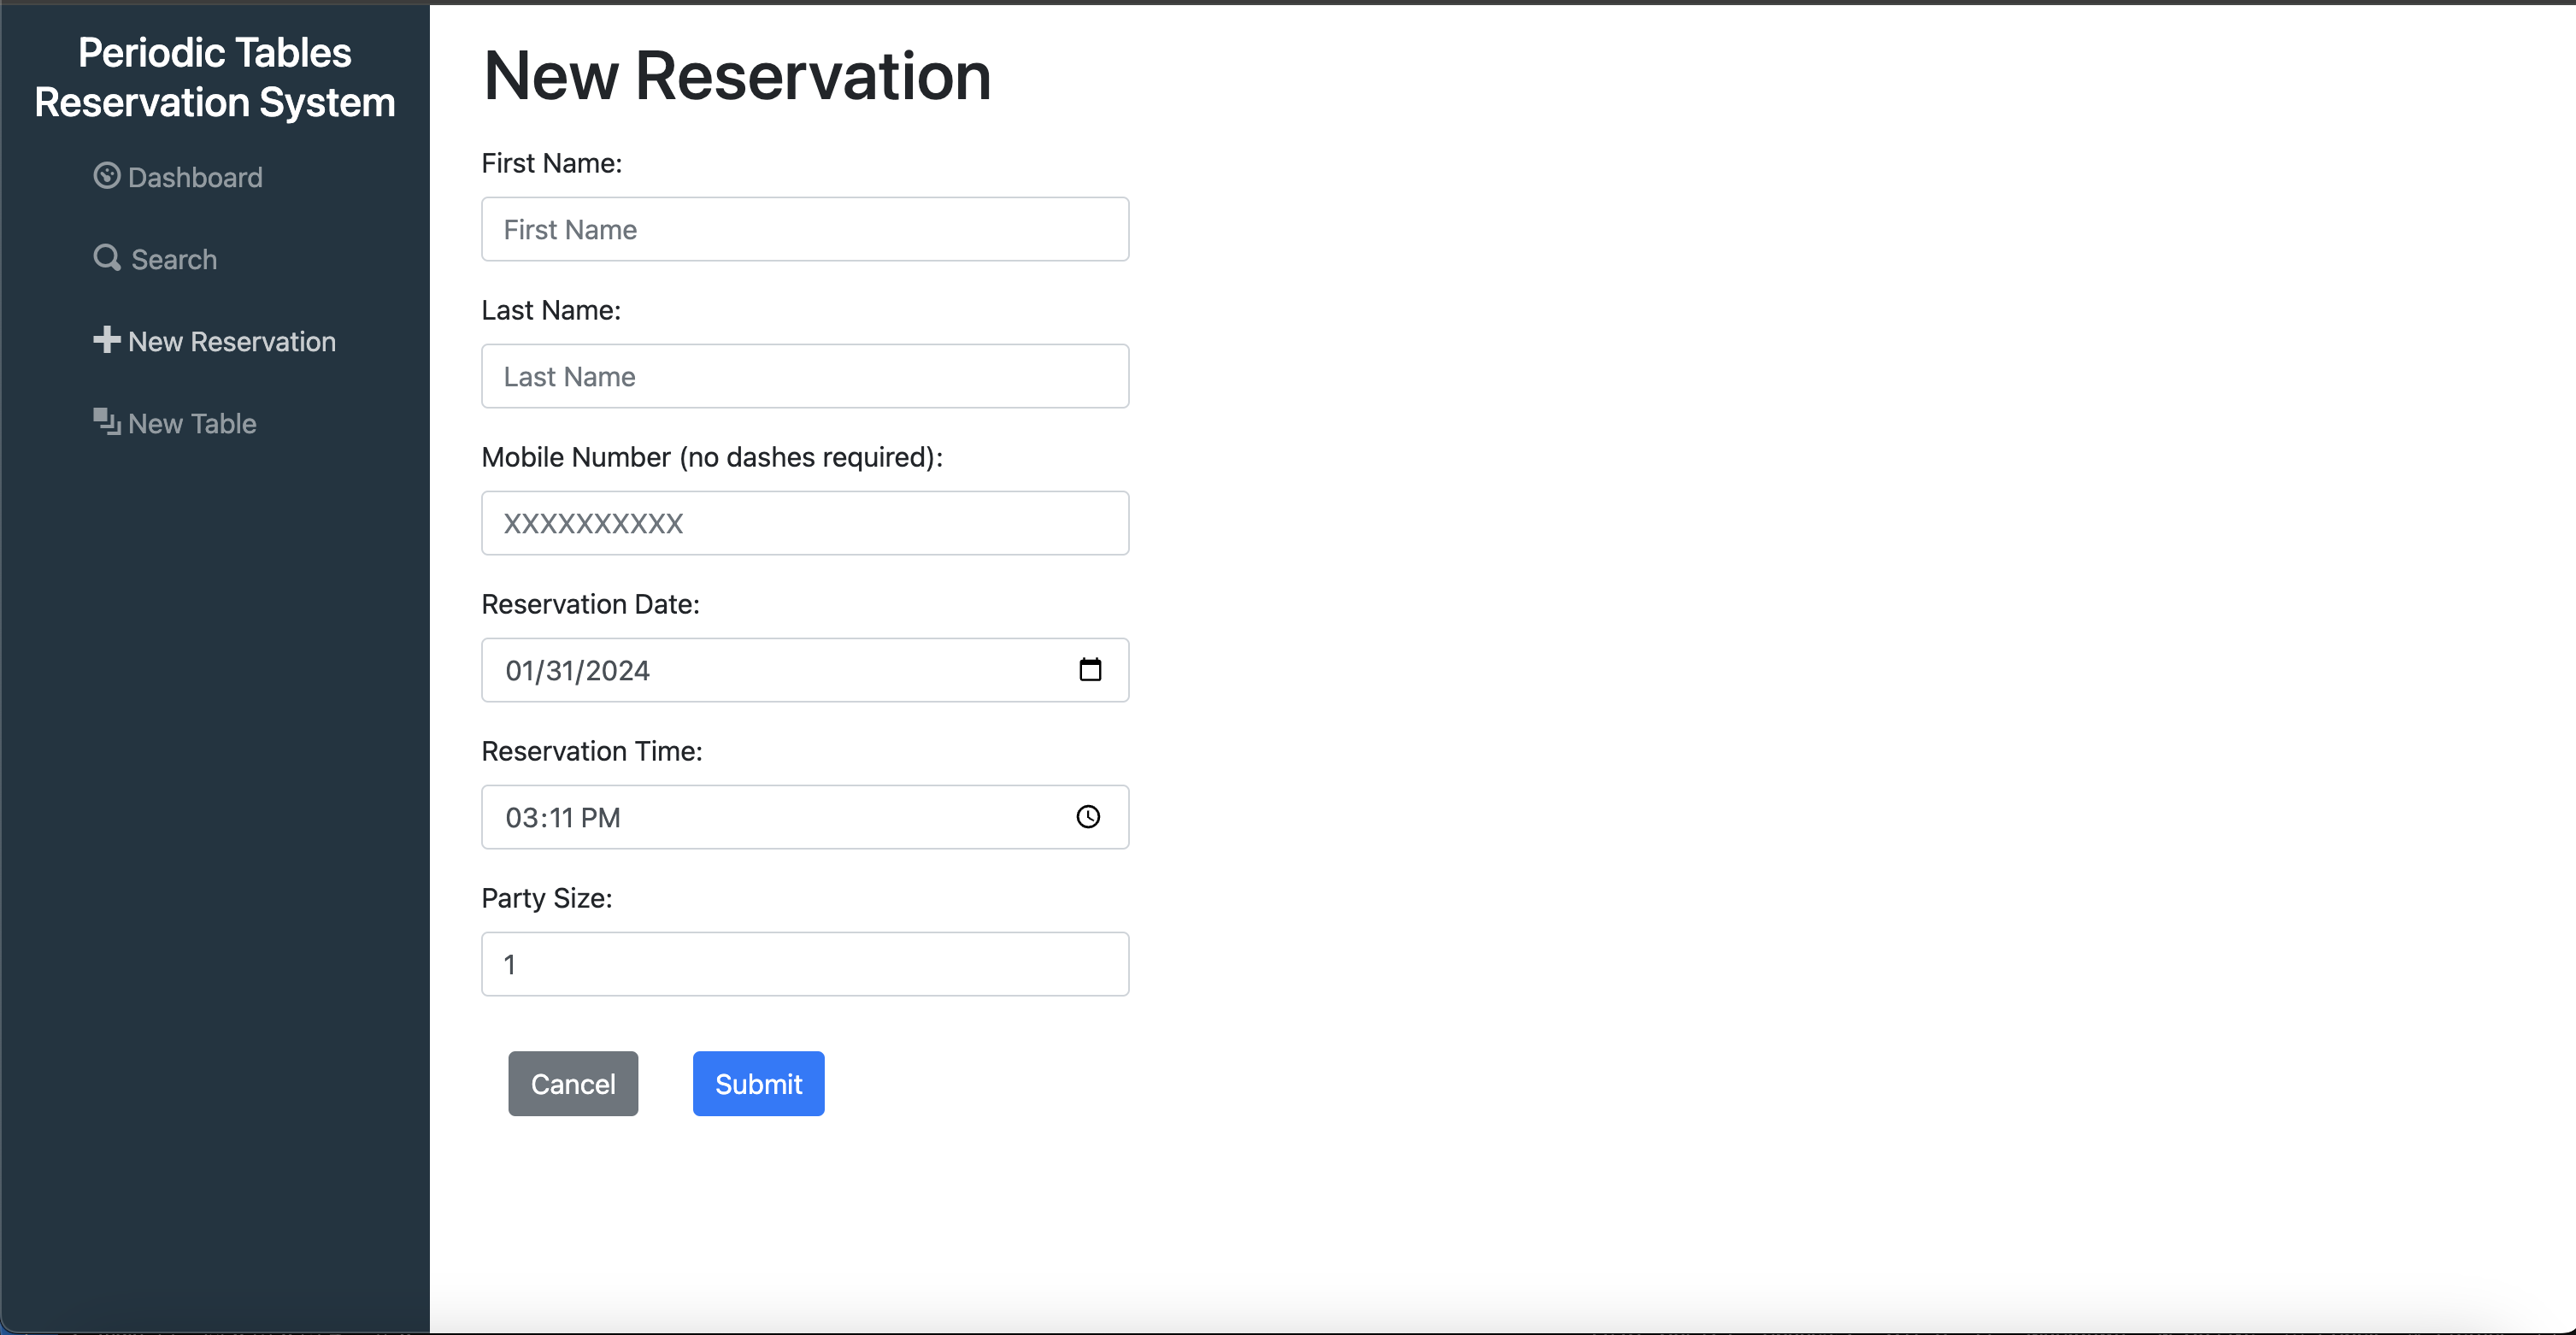 Periodic Tables
Reservation System
Dashboard
Search
New Reservation
New Table
New Reservation
First Name:
First Name
Last Name:
Last Name
Mobile Number (no dashes required):
XXXXXXXXXX
Reservation Date:
01/31/2024
Reservation Time:
03:11 PM
Party Size:
1
Cancel
Submit